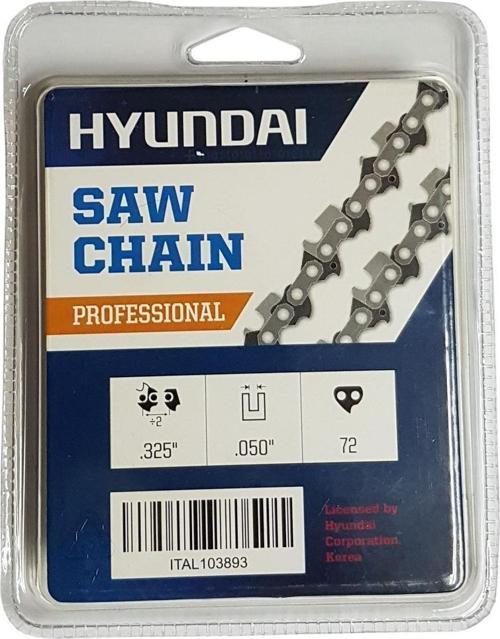 HYUNDAI
SAW
CHAIN
PROFESSIONAL
÷2
.325" .050" 72
ITAL103893
Licensed by
Hyundai
Corporation
Korea